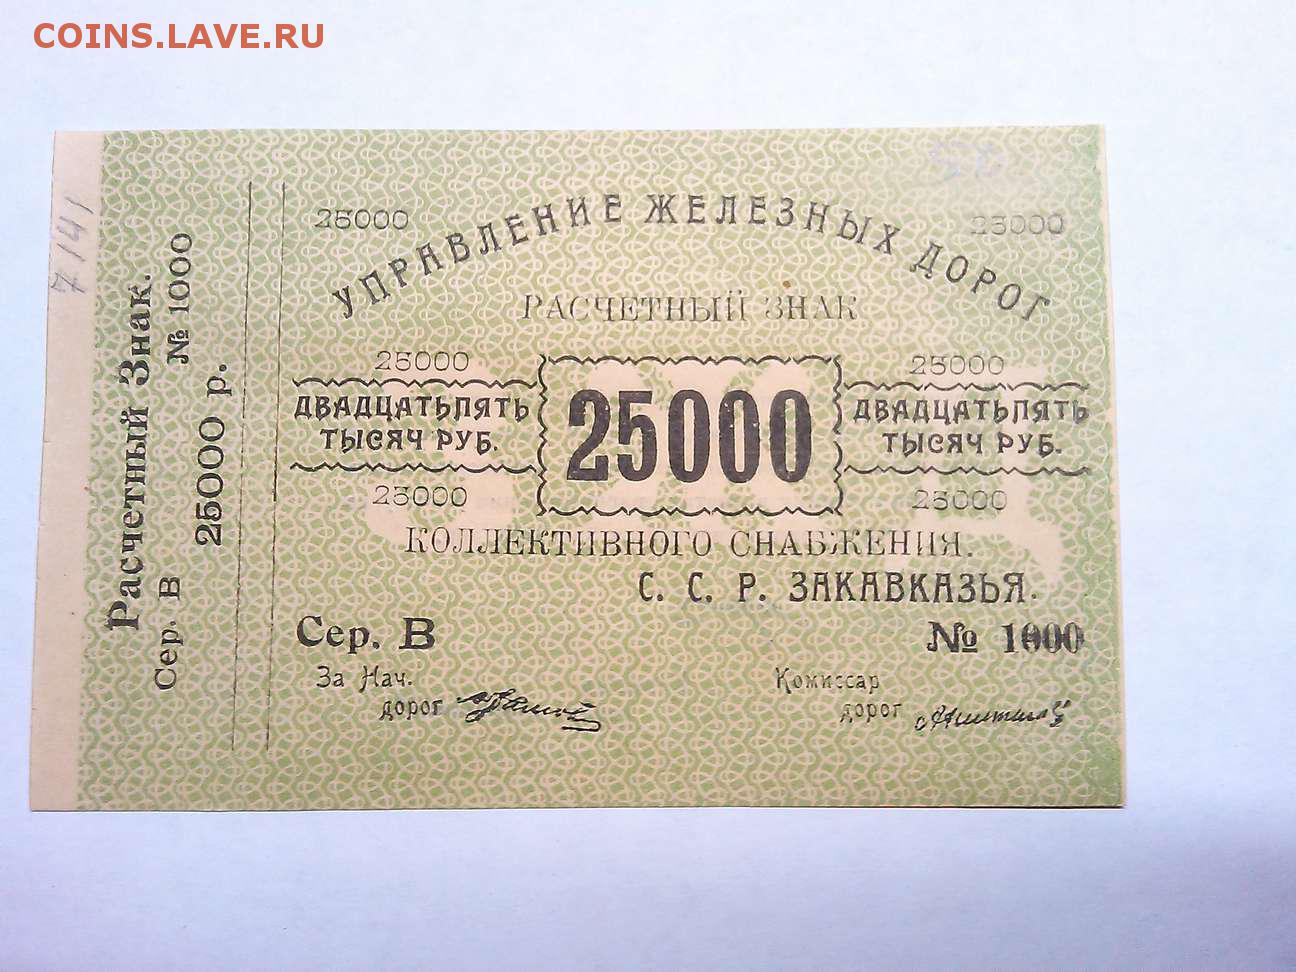 COINS.LAVE.RU
7141
Расчетный Знак.
№ 1000
25000 р.
Сер. В
25000
25000
УПРАВЛЕНИЕ ЖЕЛЕЗНЫХ ДОРОГ
РАСЧЕТНЫЙ ЗНАК
25000
25000
ДВАДЦАТЬПЯТЬ
ТЫСЯЧ РУБ.
25000
ДВАДЦАТЬПЯТЬ
ТЫСЯЧ РУБ.
25000
25000
КОЛЛЕКТИВНОГО СНАБЖЕНИЯ.
С. С. Р. ЗАКАВКАЗЬЯ.
Сер. В
№ 1000
За Нач.
дорог
Комиссар
дорог